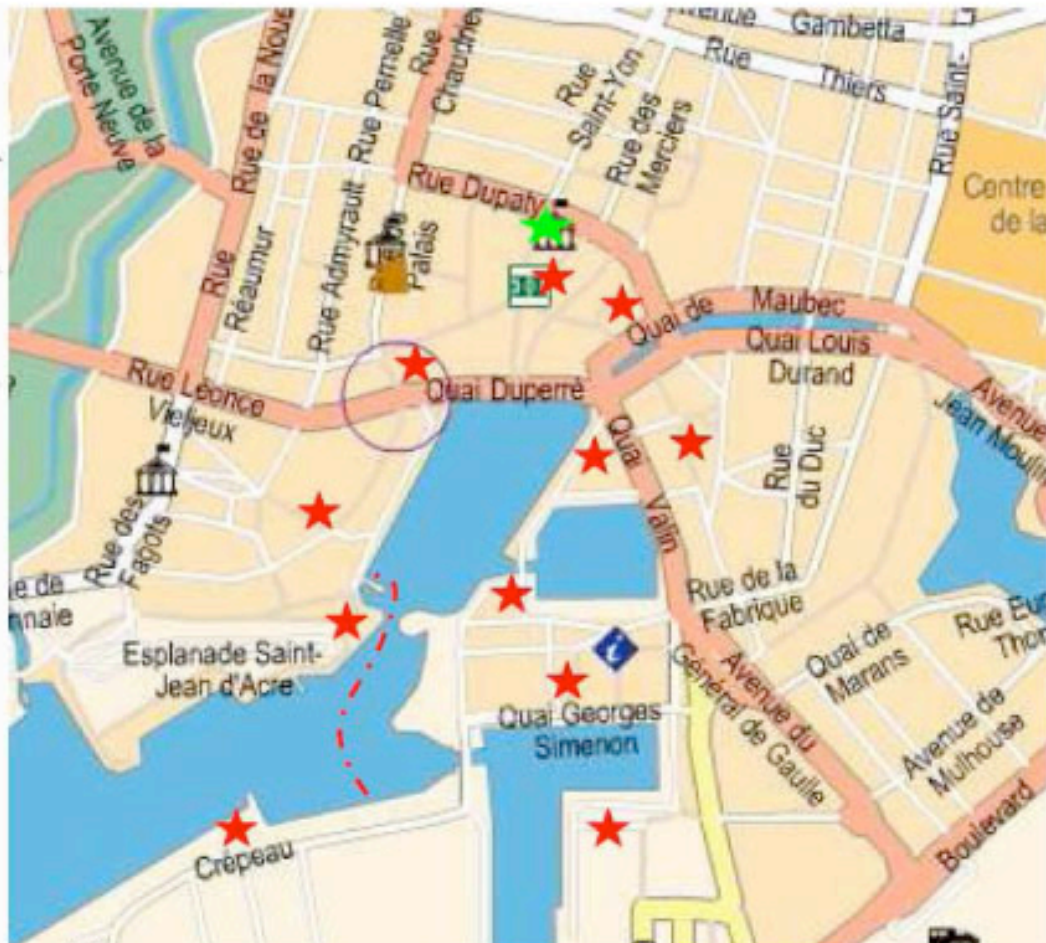 Avenue
Gambetta
Rue
Thiers
Avenue de la
Porte Neuve
Rue de la Noue
Rue Pernelle
Rue
Rue
Saint-Yon
Rue des
Merciers
Rue Saint-
Centre
de la
Rue Dupaty
Palais
Rue Admyrault
Réaumur
Rue
Quai de
Maubec
Quai Louis
Durand
Avenue
Jean Moulin
Rue Léonce
Vieljeux
Quai Duperré
Quai
Valin
Rue
du Duc
Rue des
Fagots
Rue de la
Fabrique
Esplanade Saint-
Jean d'Acre
Quai de
Marans
Quai Georges
Simenon
Avenue du
Général de Gaulle
Avenue de
Mulhouse
Boulevard
Crépeau